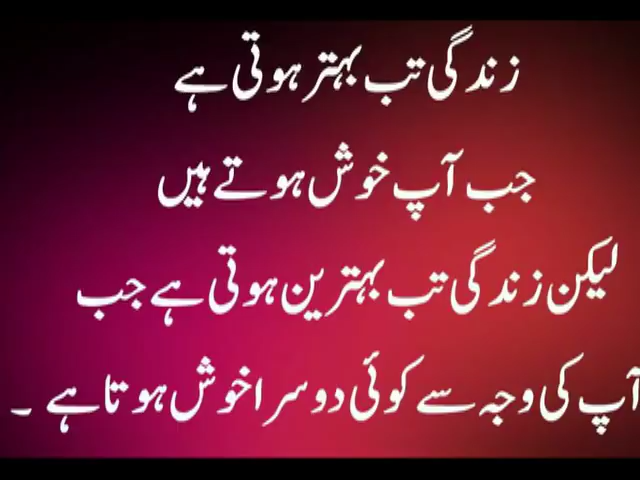 زندگی تب بہتر ہوتی ہے
جب آپ خوش ہوتے ہیں
لیکن زندگی تب بہترین ہوتی ہے جب
آپ کی وجہ سے کوئی دوسرا خوش ہوتا ہے ۔